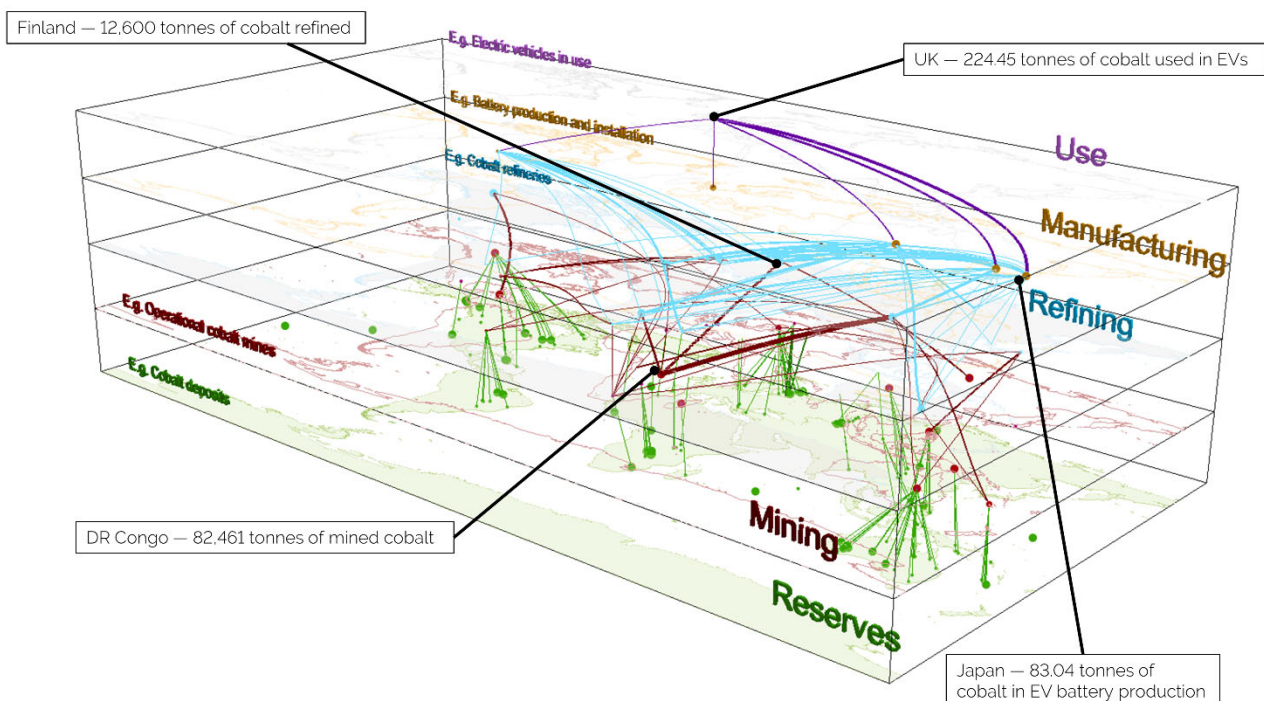 Finland — 12,600 tonnes of cobalt refined
E.g. Electric vehicles in use
UK — 224.45 tonnes of cobalt used in EVs
E.g. Battery production and installation
Use
E.g. Cobalt refineries
Manufacturing
Refining
E.g. Operational cobalt mines
E.g. Cobalt deposits
Mining
DR Congo — 82,461 tonnes of mined cobalt
Reserves
Japan — 83.04 tonnes of
cobalt in EV battery production